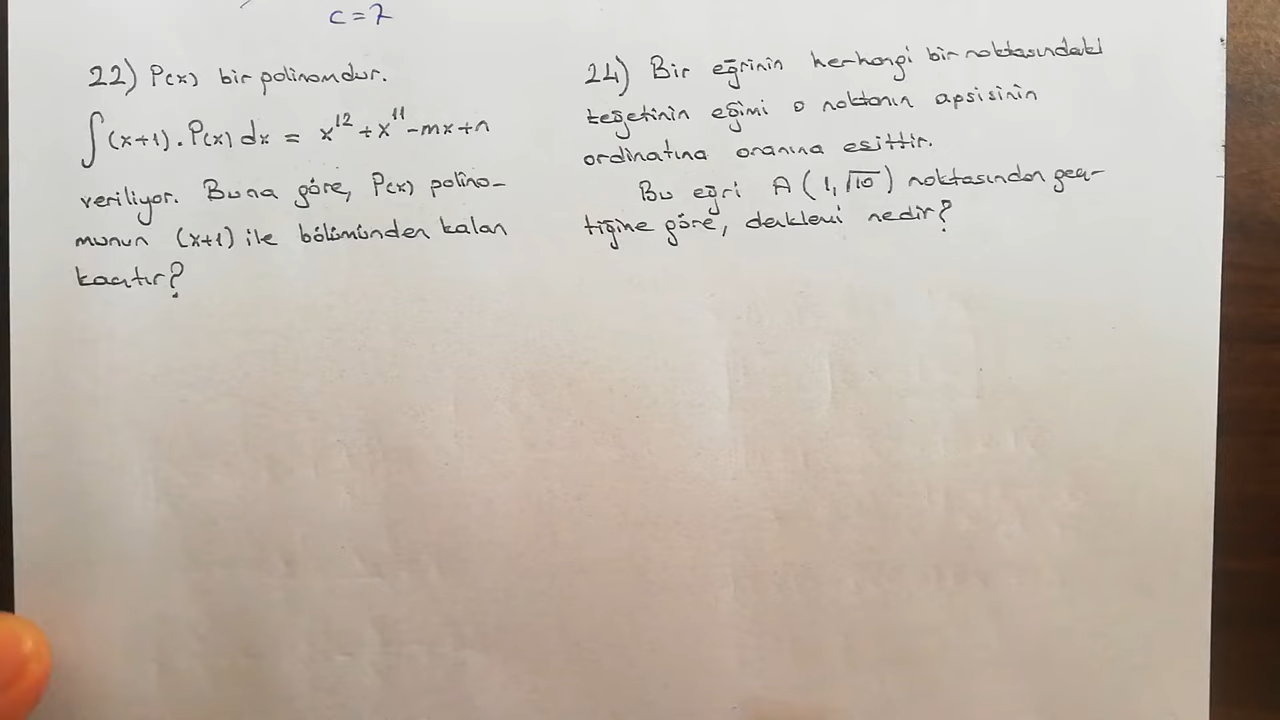 c=7
22) P(x) bir polinomdur.
∫(x+1).P(x) dx = x¹²+x¹¹-mx+n
veriliyor. Buna göre, P(x) polino-
munun (x+1) ile bölümünden kalan
kaçtır?
24) Bir eğrinin herhangi bir noktasındaki
teğetinin eğimi o noktanın apsisinin
ordinatına oranına eşittir.
Bu eğri A(1,√10) noktasından geç-
tiğine göre, denklemi nedir?